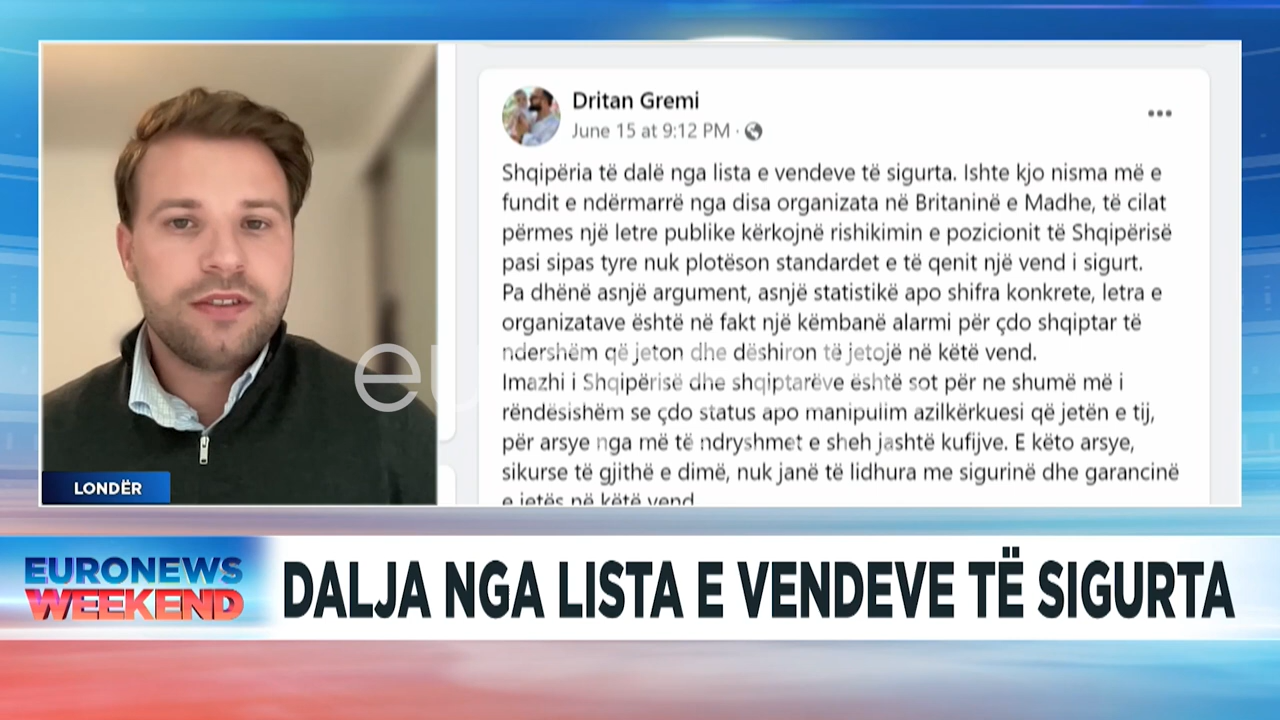 Dritan Gremi
June 15 at 9:12 PM ·
Shqipëria të dalë nga lista e vendeve të sigurta. Ishte kjo nisma më e
fundit e ndërmarrë nga disa organizata në Britaninë e Madhe, të cilat
përmes një letre publike kërkojnë rishikimin e pozicionit të Shqipërisë
pasi sipas tyre nuk plotëson standardet e të qenit një vend i sigurt.
Pa dhënë asnjë argument, asnjë statistikë apo shifra konkrete, letra e
organizatave është në fakt një këmbanë alarmi për çdo shqiptar të
ndershëm që jeton dhe dëshiron të jetojë në këtë vend.
Imazhi i Shqipërisë dhe shqiptarëve është sot për ne shumë më i
rëndësishëm se çdo status apo manipulim azilkërkuesi që jetën e tij,
për arsye nga më të ndryshmet e sheh jashtë kufijve. E këto arsye,
sikurse të gjithë e dimë, nuk janë të lidhura me sigurinë dhe garancinë
e jetës në këtë vend
LONDËR
EURONEWS
WEEKEND
DALJA NGA LISTA E VENDEVE TË SIGURTA